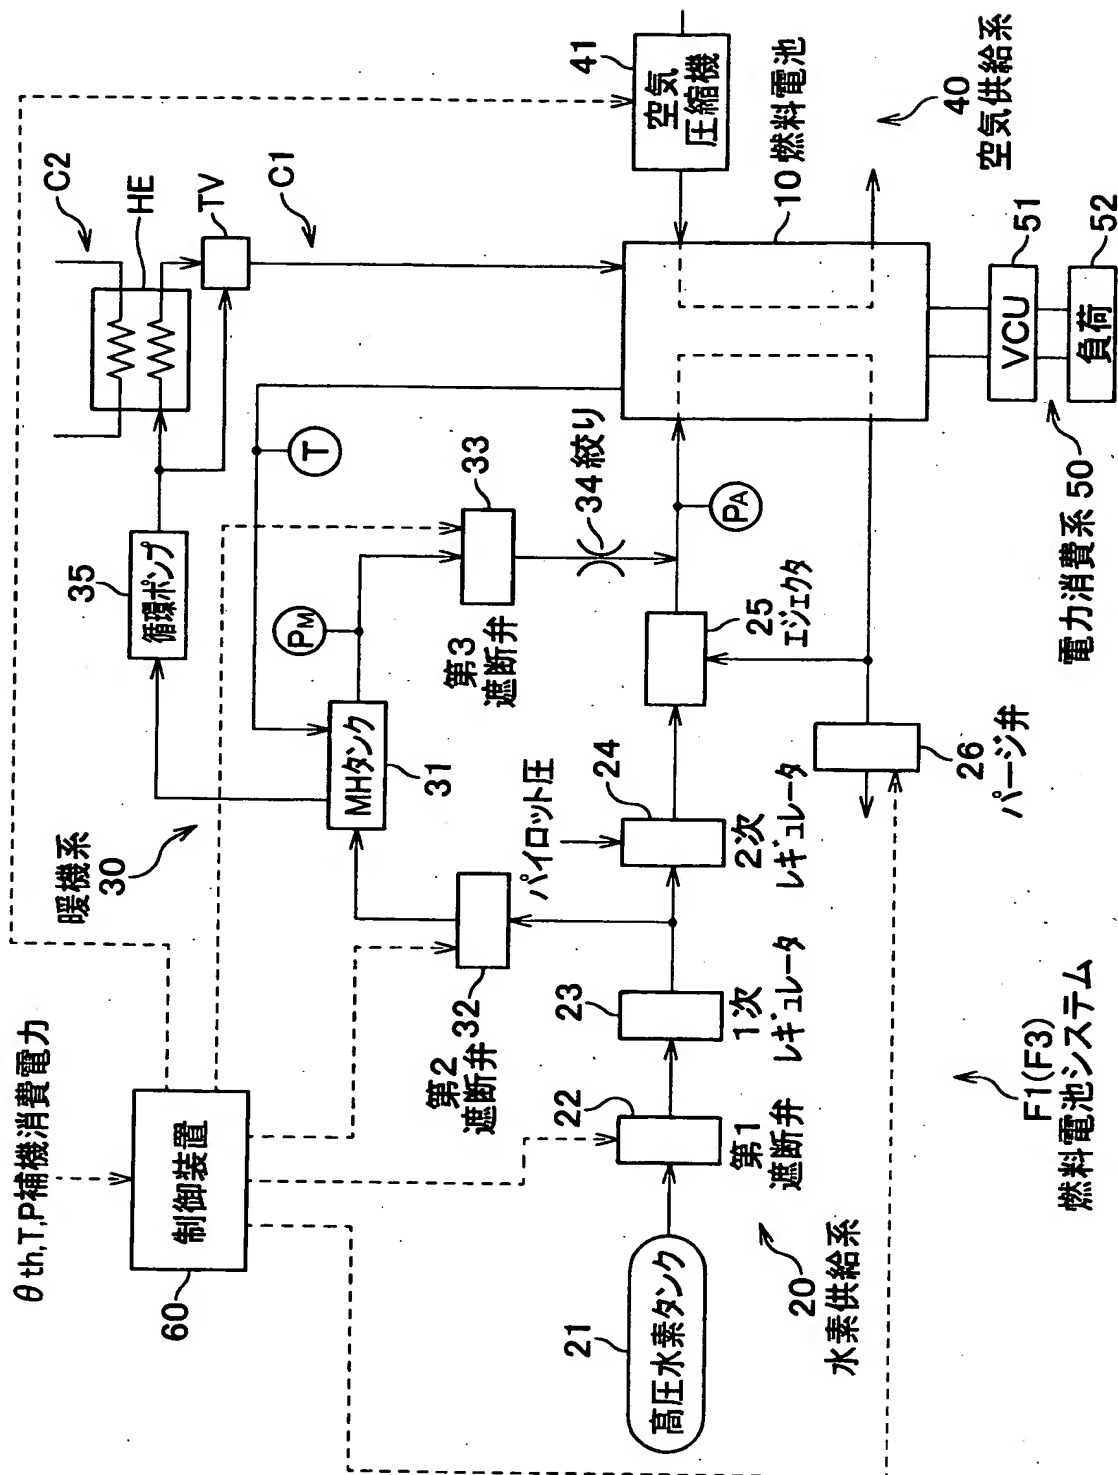 θth,T,P補機消費電力
制御装置
60
暖機系
30
35
循環ポンプ
C2
HE
TV
C1
41
空気
圧縮機
MHタンク
31
PM
T
33
第3
遮断弁
34絞り
PA
10燃料電池
40
空気供給系
第2
遮断弁
32
パイロット圧
24
2次
レギュレータ
25
エジェクタ
26
パージ弁
21
高圧水素タンク
22
第1
遮断弁
23
1次
レギュレータ
20
水素供給系
VCU
51
負荷
52
電力消費系50
F1(F3)
燃料電池システム